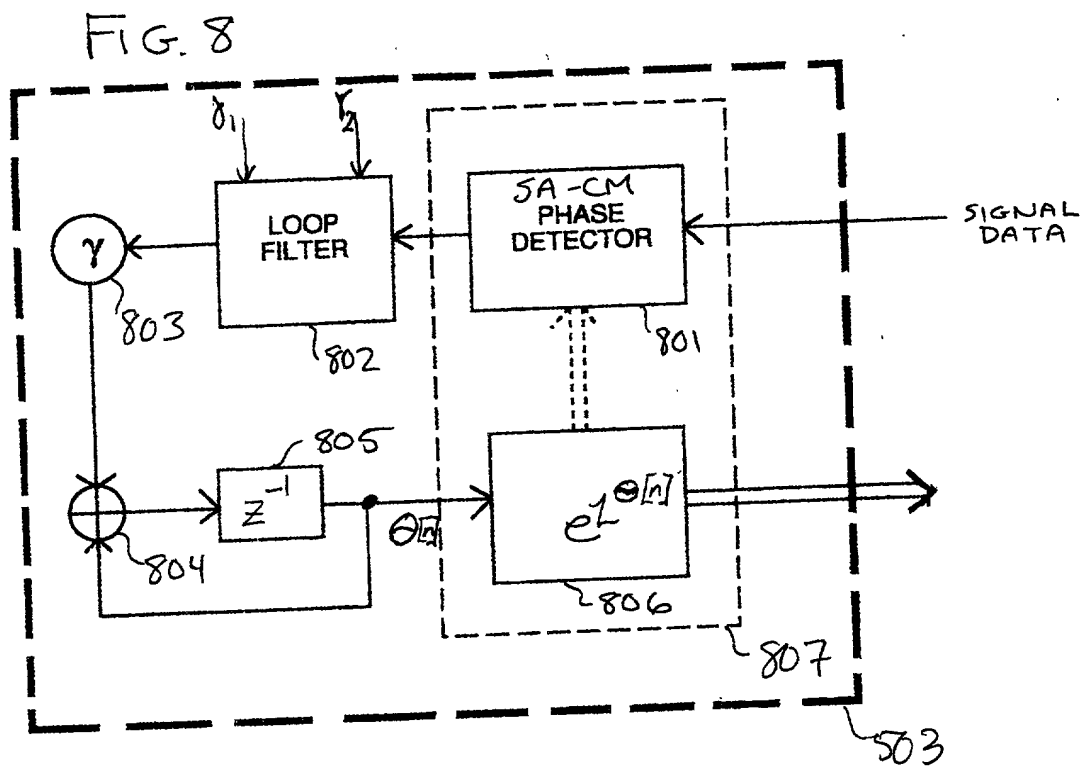 FIG. 8
γ1
γ2
SA-CM
PHASE
DETECTOR
LOOP
FILTER
γ
SIGNAL
DATA
803
802
801
805
z-1
Θ[n]
804
806
807
503